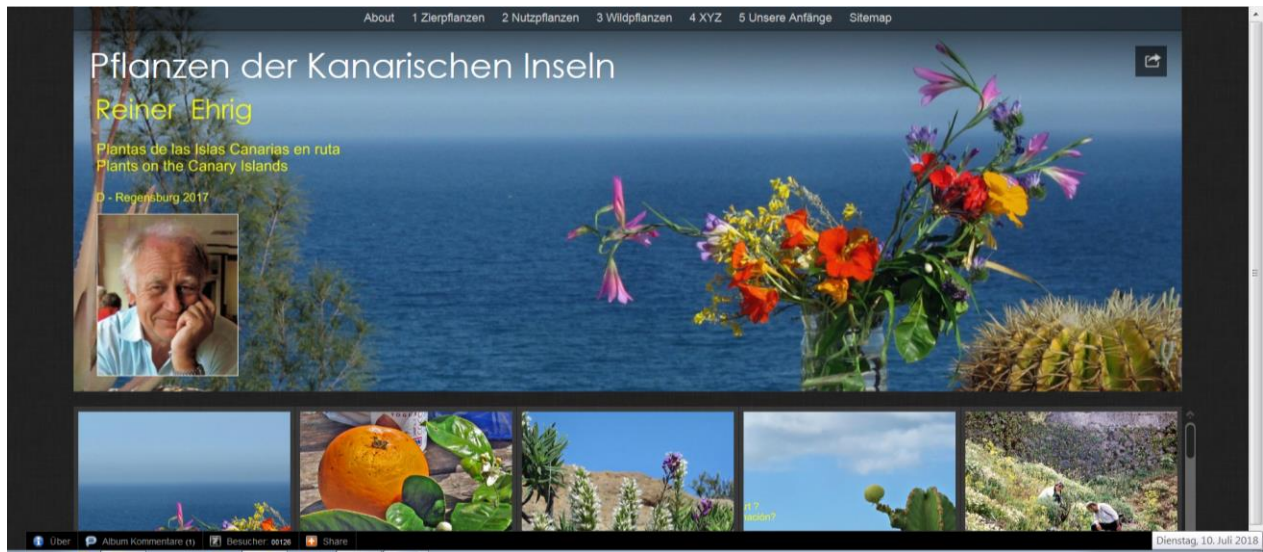 About 1 Zierpflanzen 2 Nutzpflanzen 3 Wildpflanzen 4 XYZ 5 Unsere Anfänge Sitemap
Pflanzen der Kanarischen Inseln
Reiner Ehrig
Plantas de las Islas Canarias en ruta
Plants on the Canary Islands
D - Regensburg 2017
ut ?
nación?
Über Album Kommentare (1) Besucher: 00126 Share
Dienstag, 10. Juli 2018